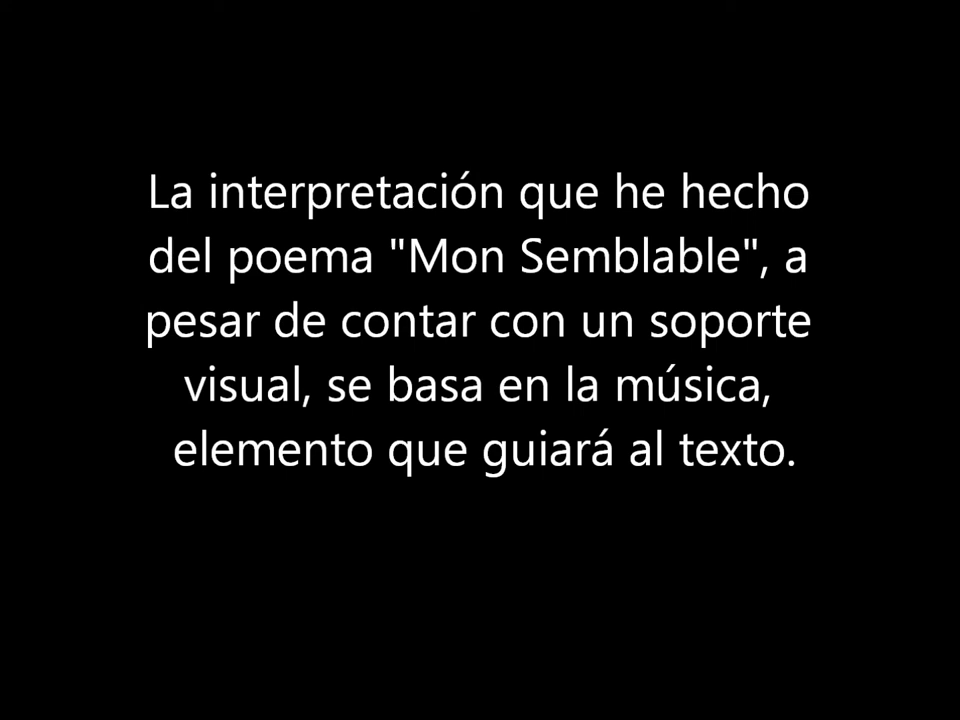 La interpretación que he hecho
del poema "Mon Semblable", a
pesar de contar con un soporte
visual, se basa en la música,
elemento que guiará al texto.